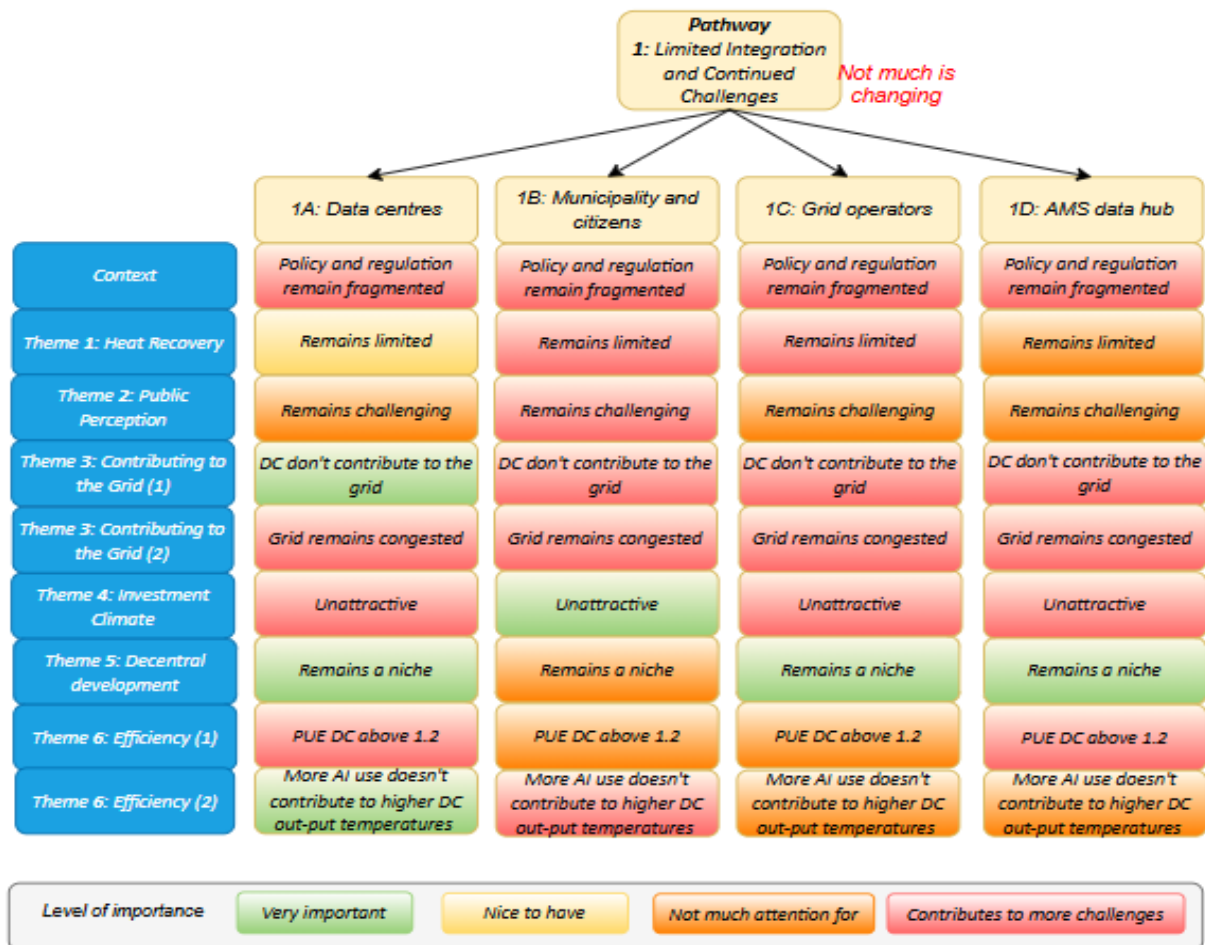 Pathway
1: Limited Integration
and Continued
Challenges
Not much is
changing
1A: Data centres
1B: Municipality and
citizens
1C: Grid operators
1D: AMS data hub
Context
Policy and regulation
remain fragmented
Policy and regulation
remain fragmented
Policy and regulation
remain fragmented
Policy and regulation
remain fragmented
Theme 1: Heat Recovery
Remains limited
Remains limited
Remains limited
Remains limited
Theme 2: Public
Perception
Remains challenging
Remains challenging
Remains challenging
Remains challenging
Theme 3: Contributing to
the Grid (1)
DC don't contribute to the
grid
DC don't contribute to the
grid
DC don't contribute to the
grid
DC don't contribute to the
grid
Theme 3: Contributing to
the Grid (2)
Grid remains congested
Grid remains congested
Grid remains congested
Grid remains congested
Theme 4: Investment
Climate
Unattractive
Unattractive
Unattractive
Unattractive
Theme 5: Decentral
development
Remains a niche
Remains a niche
Remains a niche
Remains a niche
Theme 6: Efficiency (1)
PUE DC above 1.2
PUE DC above 1.2
PUE DC above 1.2
PUE DC above 1.2
Theme 6: Efficiency (2)
More AI use doesn't
contribute to higher DC
out-put temperatures
More AI use doesn't
contribute to higher DC
out-put temperatures
More AI use doesn't
contribute to higher DC
out-put temperatures
More AI use doesn't
contribute to higher DC
out-put temperatures
Level of importance
Very important
Nice to have
Not much attention for
Contributes to more challenges